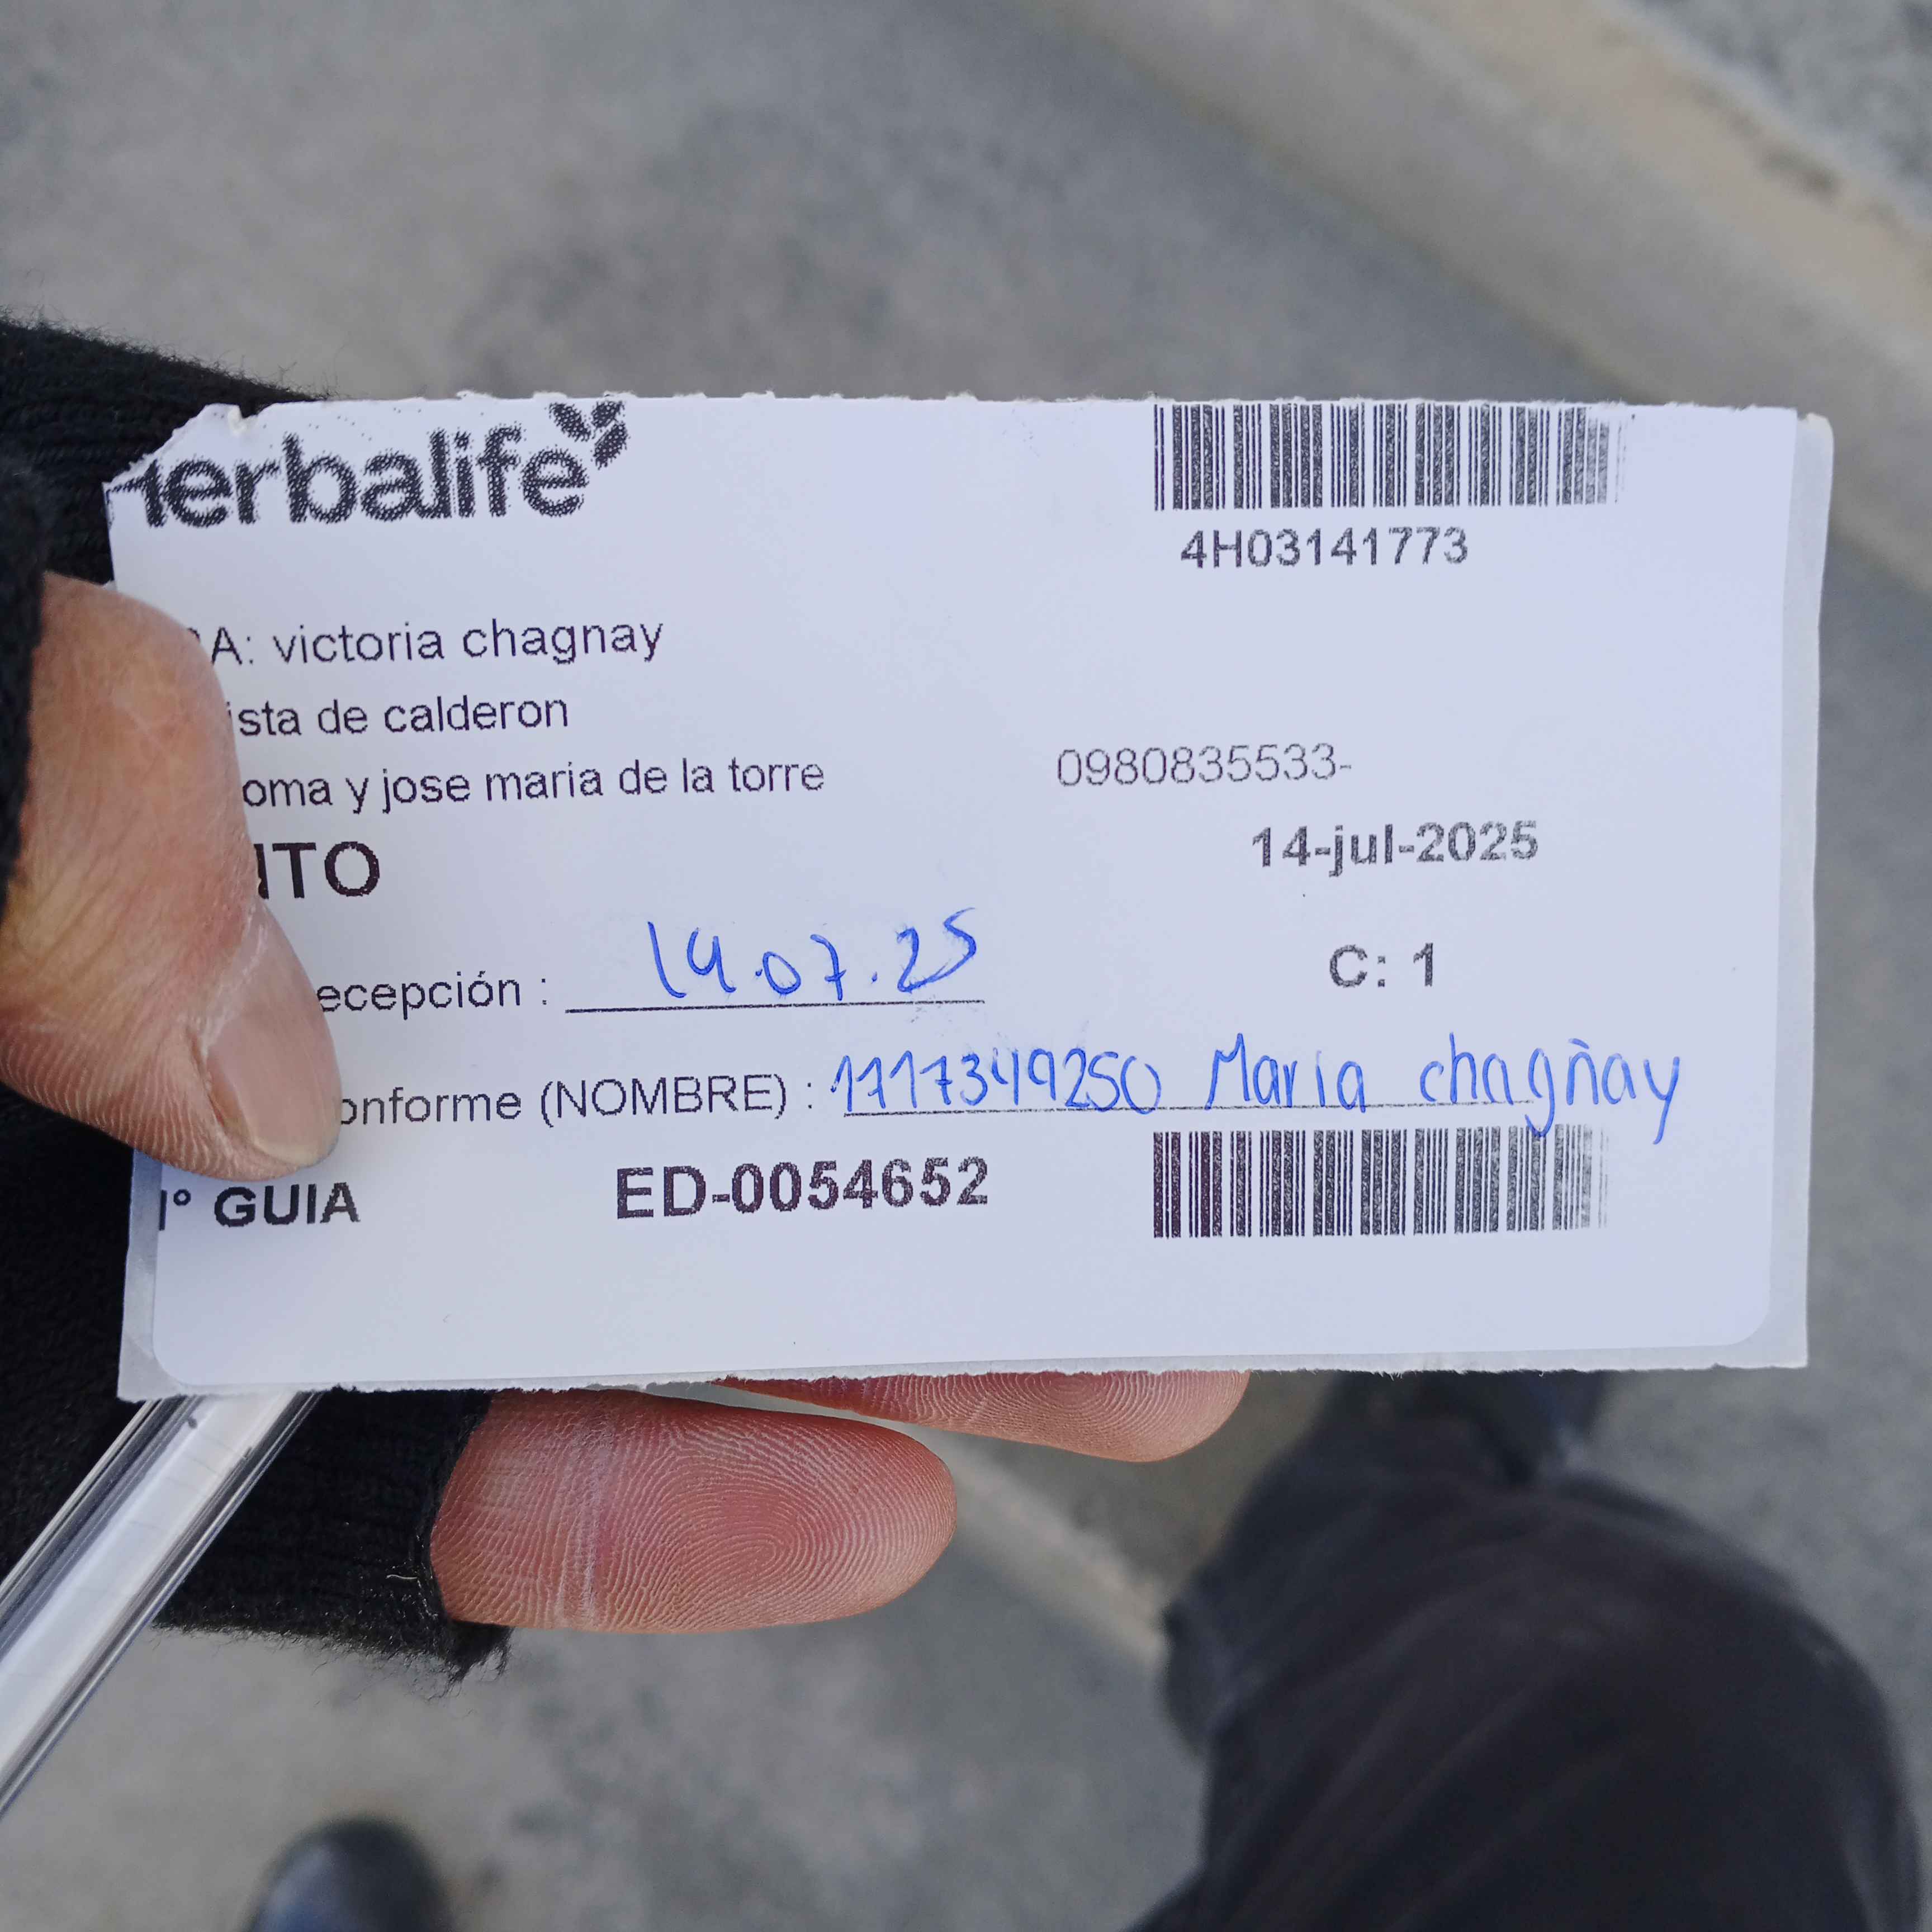 herbalife
4H03141773
A: victoria chagnay
ista de calderon
oma y jose maria de la torre 0980835533-
ITO 14-jul-2025
ecepción : 14.07.25 C: 1
onforme (NOMBRE) : 1717349250 Maria chagñay
° GUIA ED-0054652